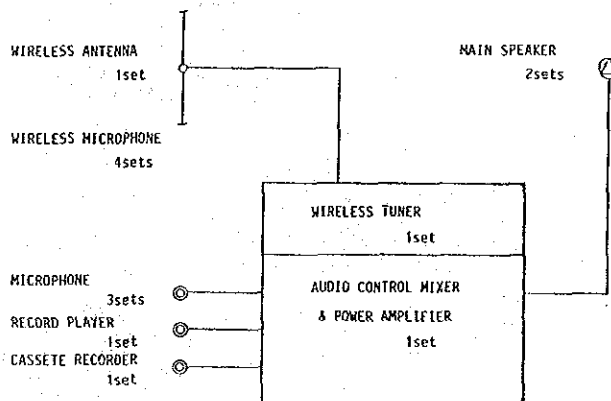 WIRELESS ANTENNA
1set
WIRELESS MICROPHONE
4sets
MAIN SPEAKER
2sets
WIRELESS TUNER
1set
MICROPHONE
3sets
RECORD PLAYER
1set
CASSETE RECORDER
1set
AUDIO CONTROL MIXER
& POWER AMPLIFIER
1set